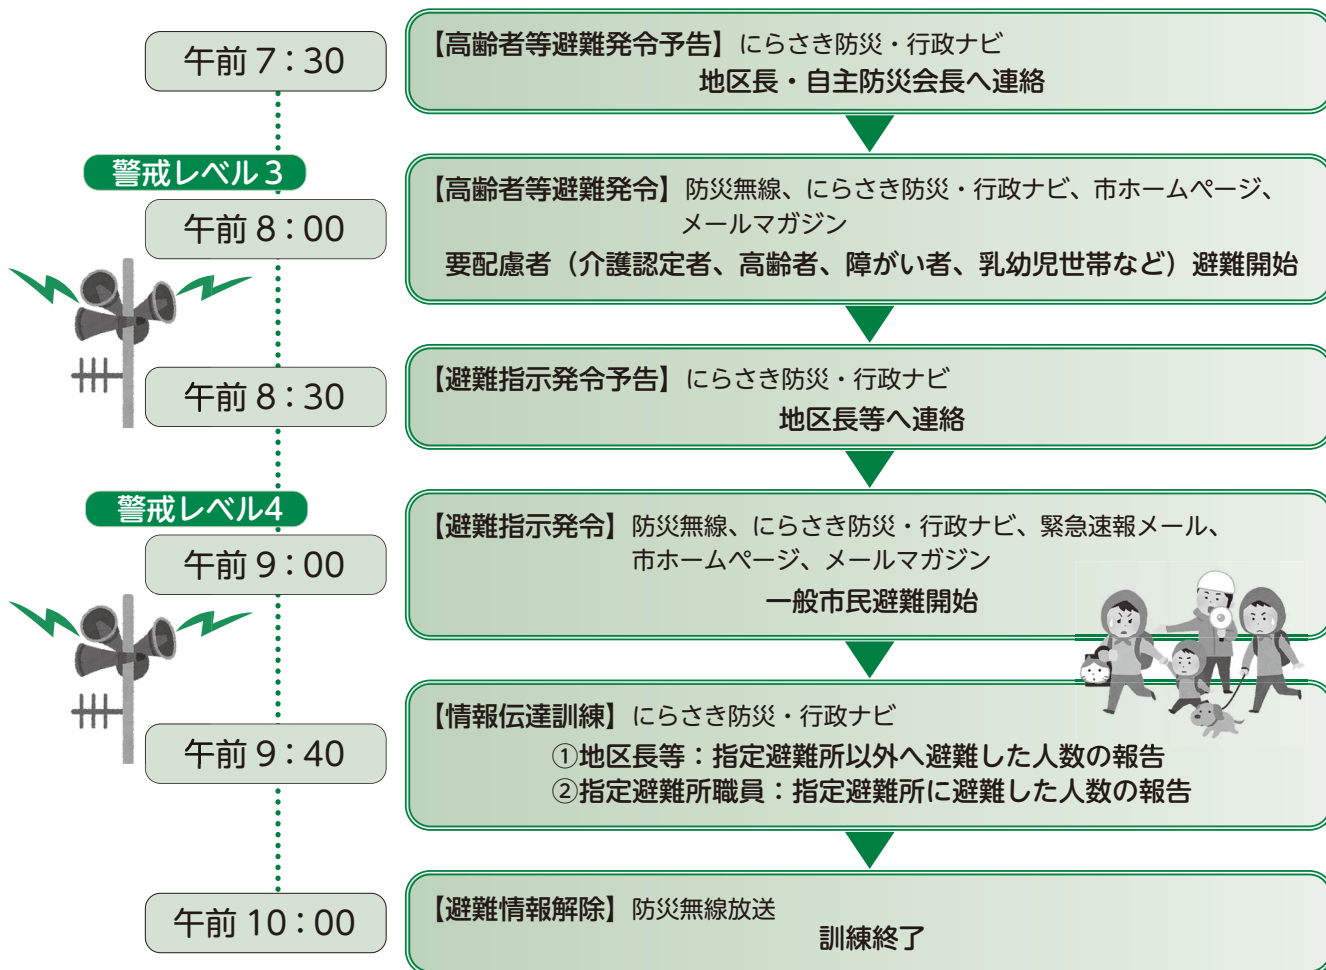 午前 7：30
【高齢者等避難発令予告】にらさき防災・行政ナビ
地区長・自主防災会長へ連絡
警戒レベル3
午前 8：00
【高齢者等避難発令】防災無線、にらさき防災・行政ナビ、市ホームページ、
メールマガジン
要配慮者（介護認定者、高齢者、障がい者、乳幼児世帯など）避難開始
午前 8：30
【避難指示発令予告】にらさき防災・行政ナビ
地区長等へ連絡
警戒レベル4
午前 9：00
【避難指示発令】防災無線、にらさき防災・行政ナビ、緊急速報メール、
市ホームページ、メールマガジン
一般市民避難開始
午前 9：40
【情報伝達訓練】にらさき防災・行政ナビ
①地区長等：指定避難所以外へ避難した人数の報告
②指定避難所職員：指定避難所に避難した人数の報告
午前 10：00
【避難情報解除】防災無線放送
訓練終了